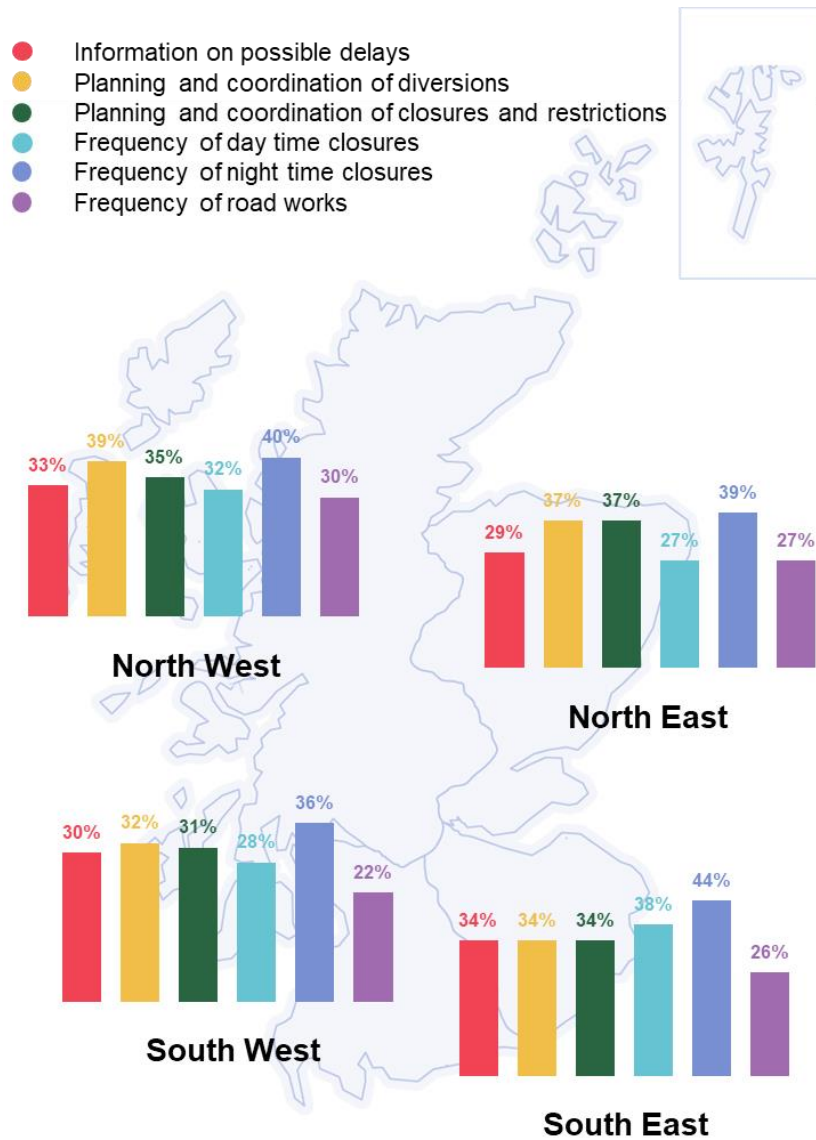 Information on possible delays
Planning and coordination of diversions
Planning and coordination of closures and restrictions
Frequency of day time closures
Frequency of night time closures
Frequency of road works
33%
39%
35%
32%
40%
30%
North West
29%
37%
37%
27%
39%
27%
North East
30%
32%
31%
28%
36%
22%
South West
34%
34%
34%
38%
44%
26%
South East